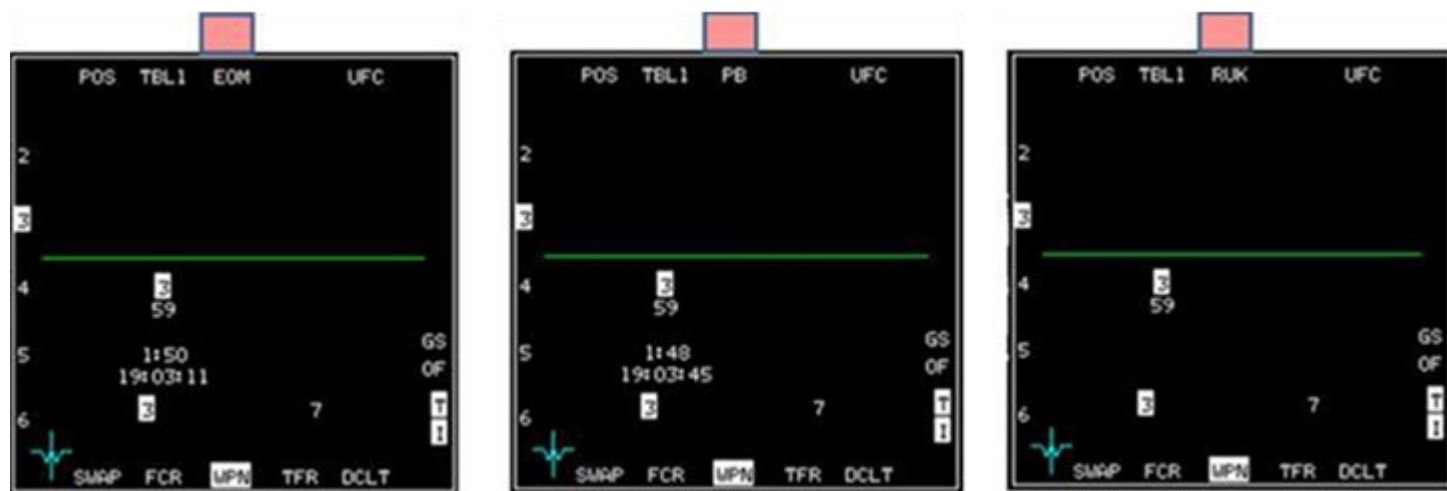 POS TBL1 EOM UFC
2
3
4
3
59
GS
5
1:50
OF
19:03:11
3
7
T
6
I
SWAP FCR WPN TFR DCLT
POS TBL1 PB UFC
2
3
4
3
59
GS
5
1:48
OF
19:03:45
3
7
T
6
I
SWAP FCR WPN TFR DCLT
POS TBL1 RUK UFC
2
3
4
3
59
GS
5
OF
3
7
T
6
I
SWAP FCR WPN TFR DCLT